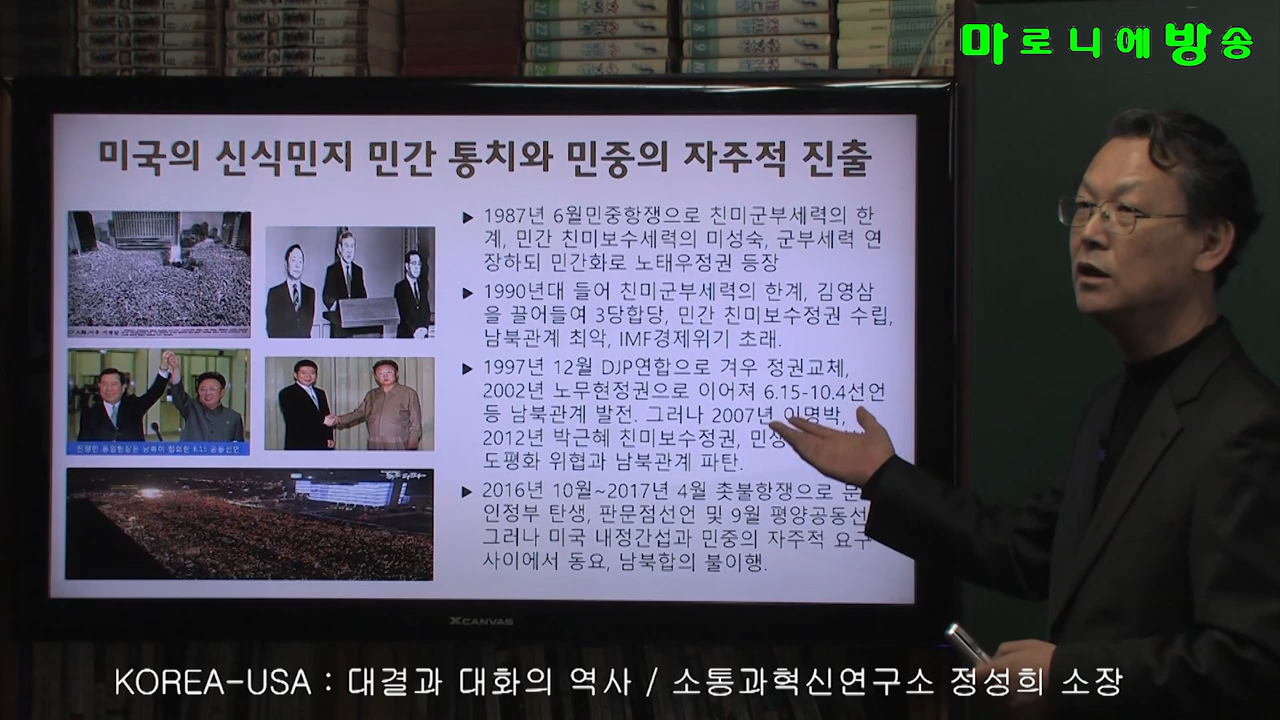 마로니에방송
미국의 신식민지 민간 통치와 민중의 자주적 진출
▶ 1987년 6월민중항쟁으로 친미군부세력의 한
계, 민간 친미보수세력의 미성숙, 군부세력 연
장하되 민간화로 노태우정권 등장
▶ 1990년대 들어 친미군부세력의 한계, 김영삼
을 끌어들여 3당합당, 민간 친미보수정권 수립,
남북관계 최악, IMF경제위기 초래.
▶ 1997년 12월 DJP연합으로 겨우 정권교체,
2002년 노무현정권으로 이어져 6.15-10.4선언
등 남북관계 발전. 그러나 2007년 이명박,
2012년 박근혜 친미보수정권, 민생
도평화 위협과 남북관계 파탄.
▶ 2016년 10월~2017년 4월 촛불항쟁으로 문
인정부 탄생, 판문점선언 및 9월 평양공동선
그러나 미국 내정간섭과 민중의 자주적 요구
사이에서 동요, 남북합의 불이행.
XCANVAS
KOREA-USA : 대결과 대화의 역사 / 소통과혁신연구소 정성희 소장